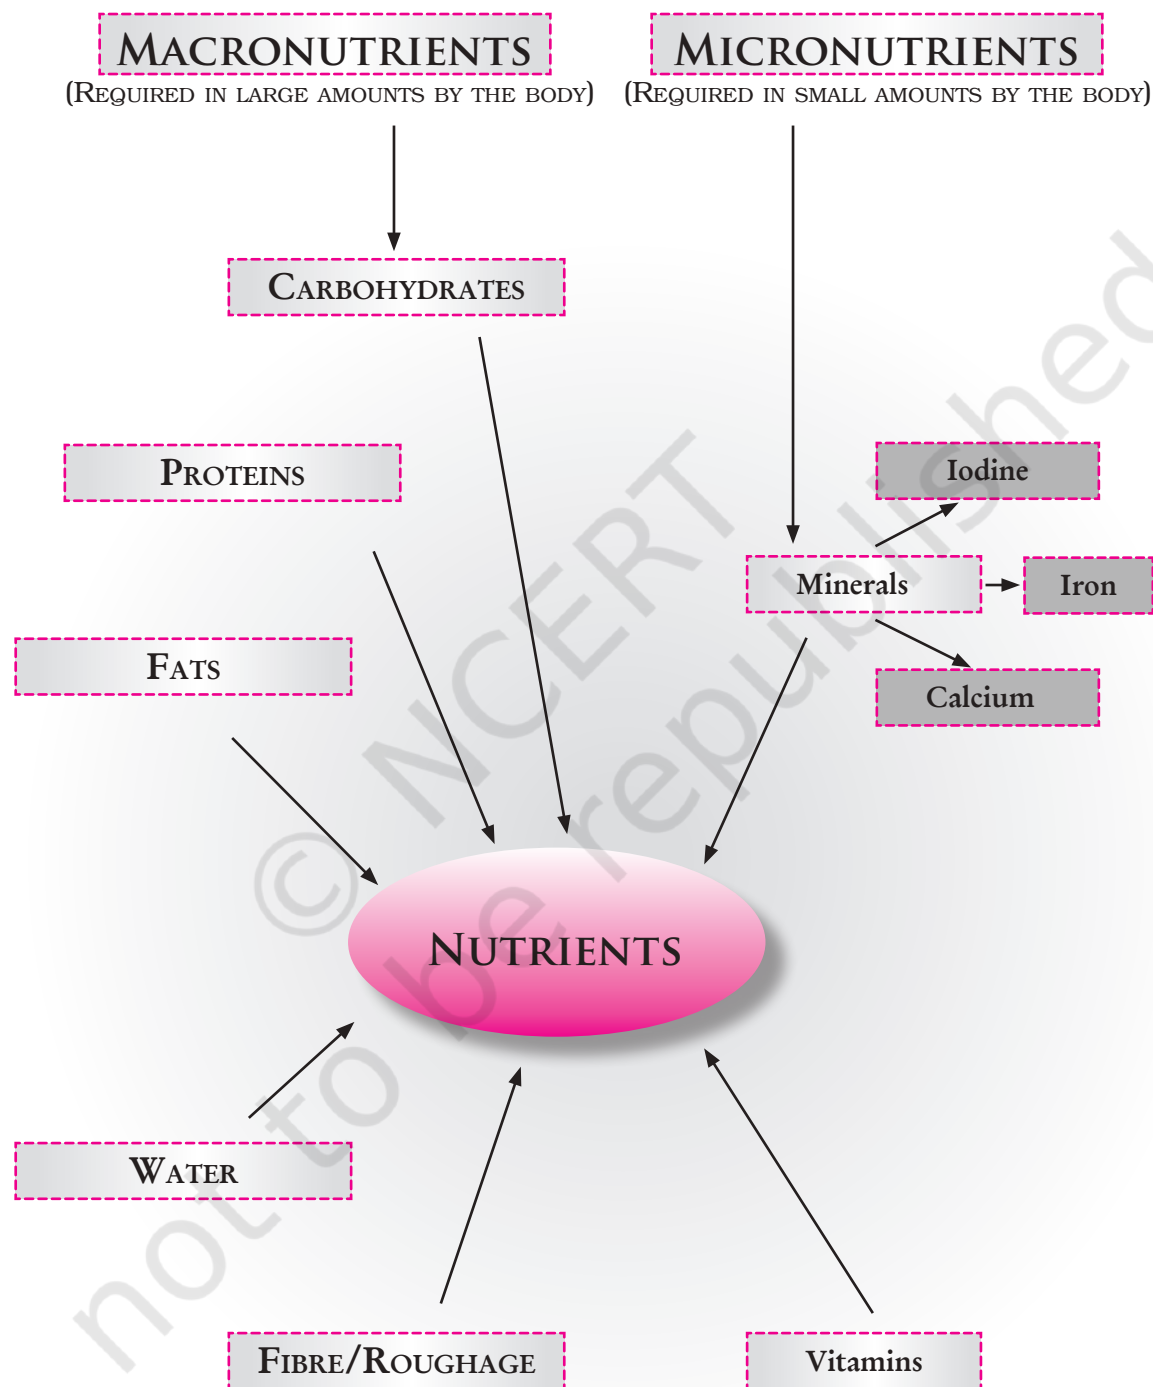 MACRONUTRIENTS
(REQUIRED IN LARGE AMOUNTS BY THE BODY)
MICRONUTRIENTS
(REQUIRED IN SMALL AMOUNTS BY THE BODY)
CARBOHYDRATES
PROTEINS
Iodine
Minerals
Iron
FATS
Calcium
NUTRIENTS
WATER
FIBRE/ROUGHAGE
Vitamins
© NCERT
not to be republished